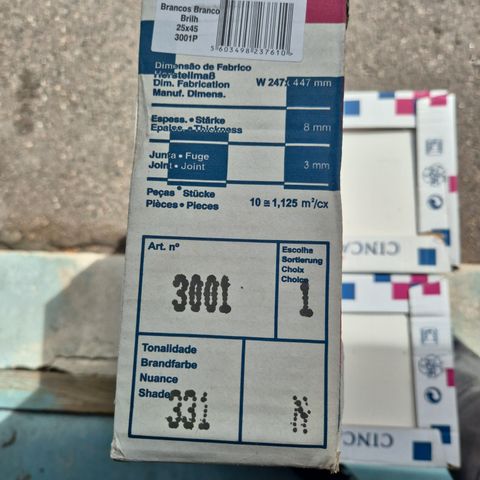 Brancos Branco
Brilh
25x45
3001P
5 603498 237610
Dimensão de Fabrico
Herstellmaß
Dim. Fabrication
Manuf. Dimens.
W 247x 447 mm
Espess. • Stärke
Epaiss. • Thickness
8 mm
Junta • Fuge
Joint • Joint
3 mm
Peças • Stücke
Pièces • Pieces
10 ≅ 1,125 m²/cx
Art. nº
3001
Escolha
Sortierung
Choix
Choice
1
Tonalidade
Brandfarbe
Nuance
Shade
331
N
CINCA
CINC